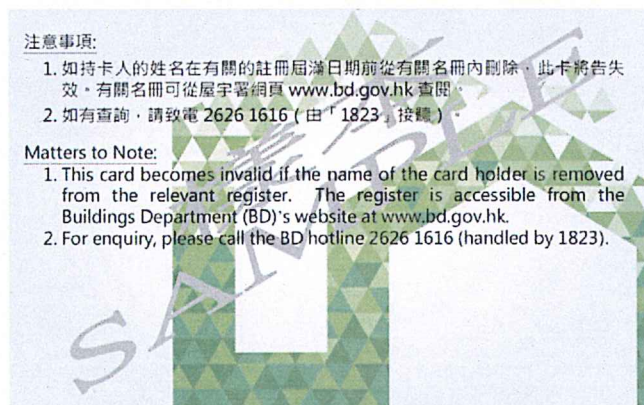 注意事項:
1. 如持卡人的姓名在有關的註冊屆滿日期前從有關名冊內刪除，此卡將告失
效。有關名冊可從屋宇署網頁 www.bd.gov.hk 查閱。
2. 如有查詢，請致電 2626 1616 (由「1823」接聽)。
Matters to Note:
1. This card becomes invalid if the name of the card holder is removed
from the relevant register. The register is accessible from the
Buildings Department (BD)'s website at www.bd.gov.hk.
2. For enquiry, please call the BD hotline 2626 1616 (handled by 1823).
樣本
SAMPLE